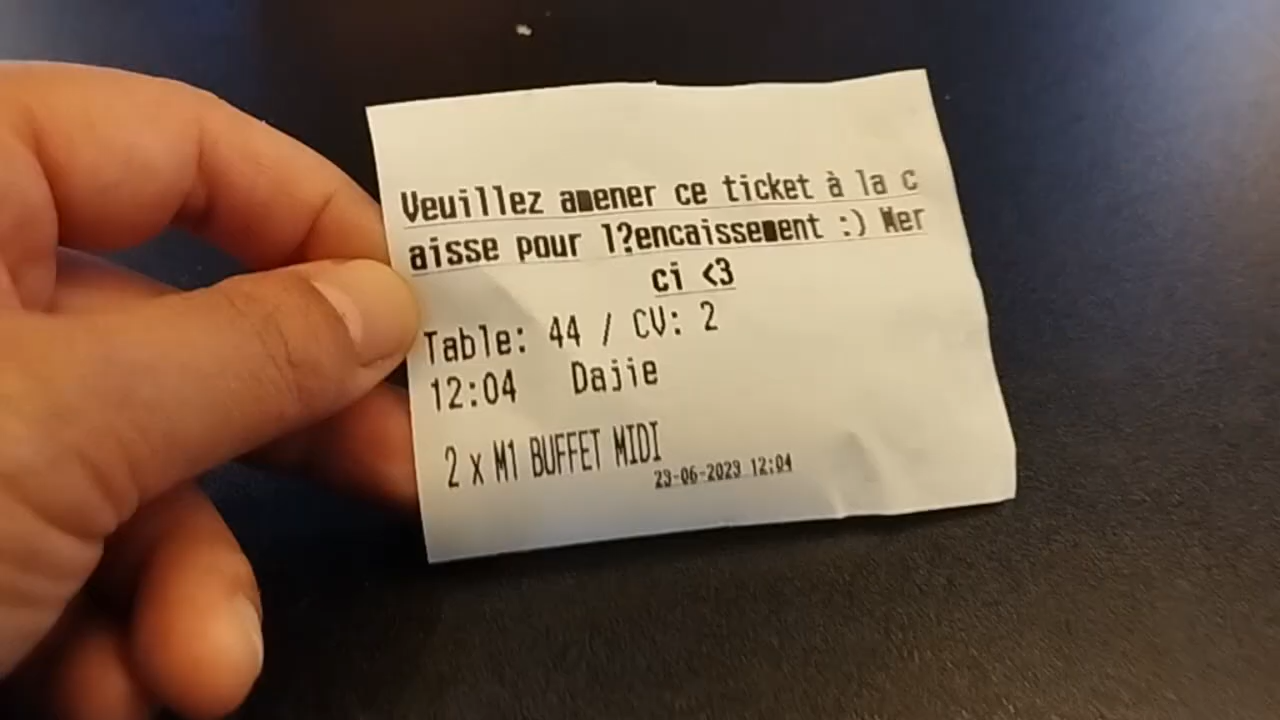 Veuillez amener ce ticket à la c
aisse pour l?encaissement :) Mer
ci <3
Table: 44 / CV: 2
12:04 Dajie
2 x M1 BUFFET MIDI
23-06-2023 12:04